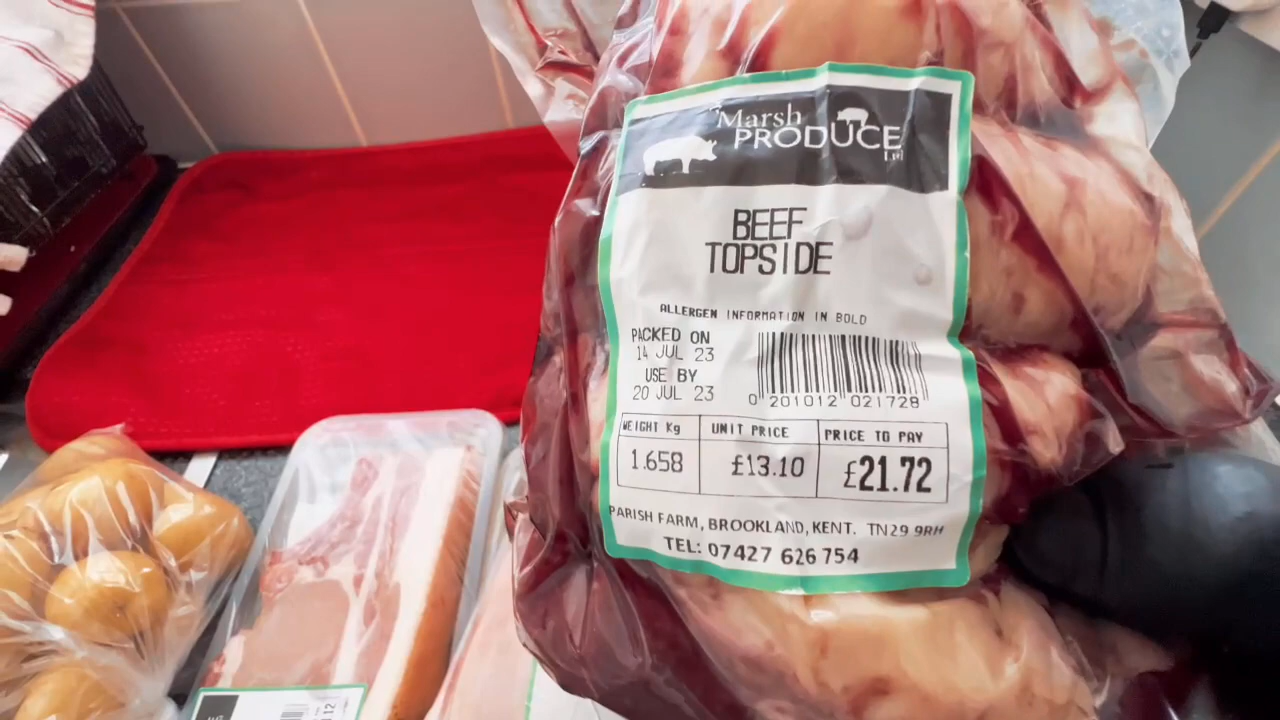 Marsh
PRODUCE
Ltd
BEEF
TOPSIDE
ALLERGEN INFORMATION IN BOLD
PACKED ON
14 JUL 23
USE BY
20 JUL 23
0 201012 021728
WEIGHT Kg UNIT PRICE PRICE TO PAY
1.658 £13.10 £21.72
PARISH FARM, BROOKLAND, KENT. TN29 9RH
TEL: 07427 626 754